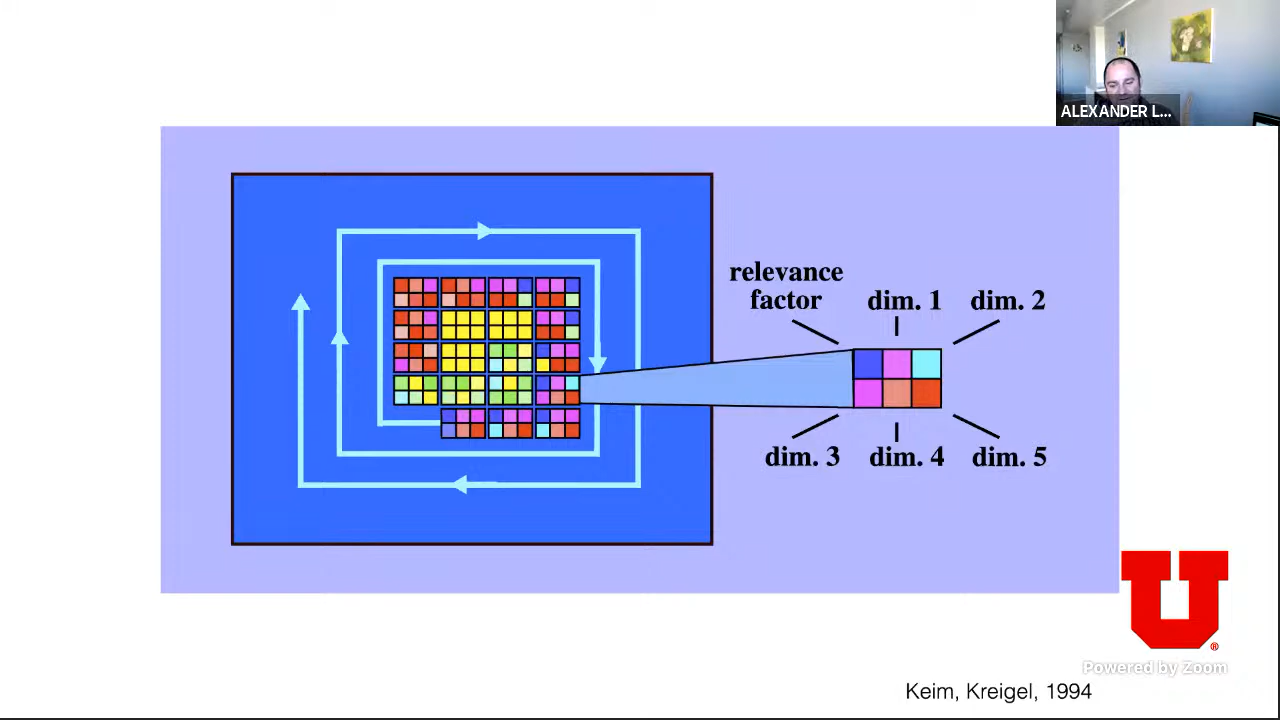 ALEXANDER L...
relevance
factor
dim. 1
dim. 2
dim. 3
dim. 4
dim. 5
U
®
Powered by Zoom
Keim, Kreigel, 1994